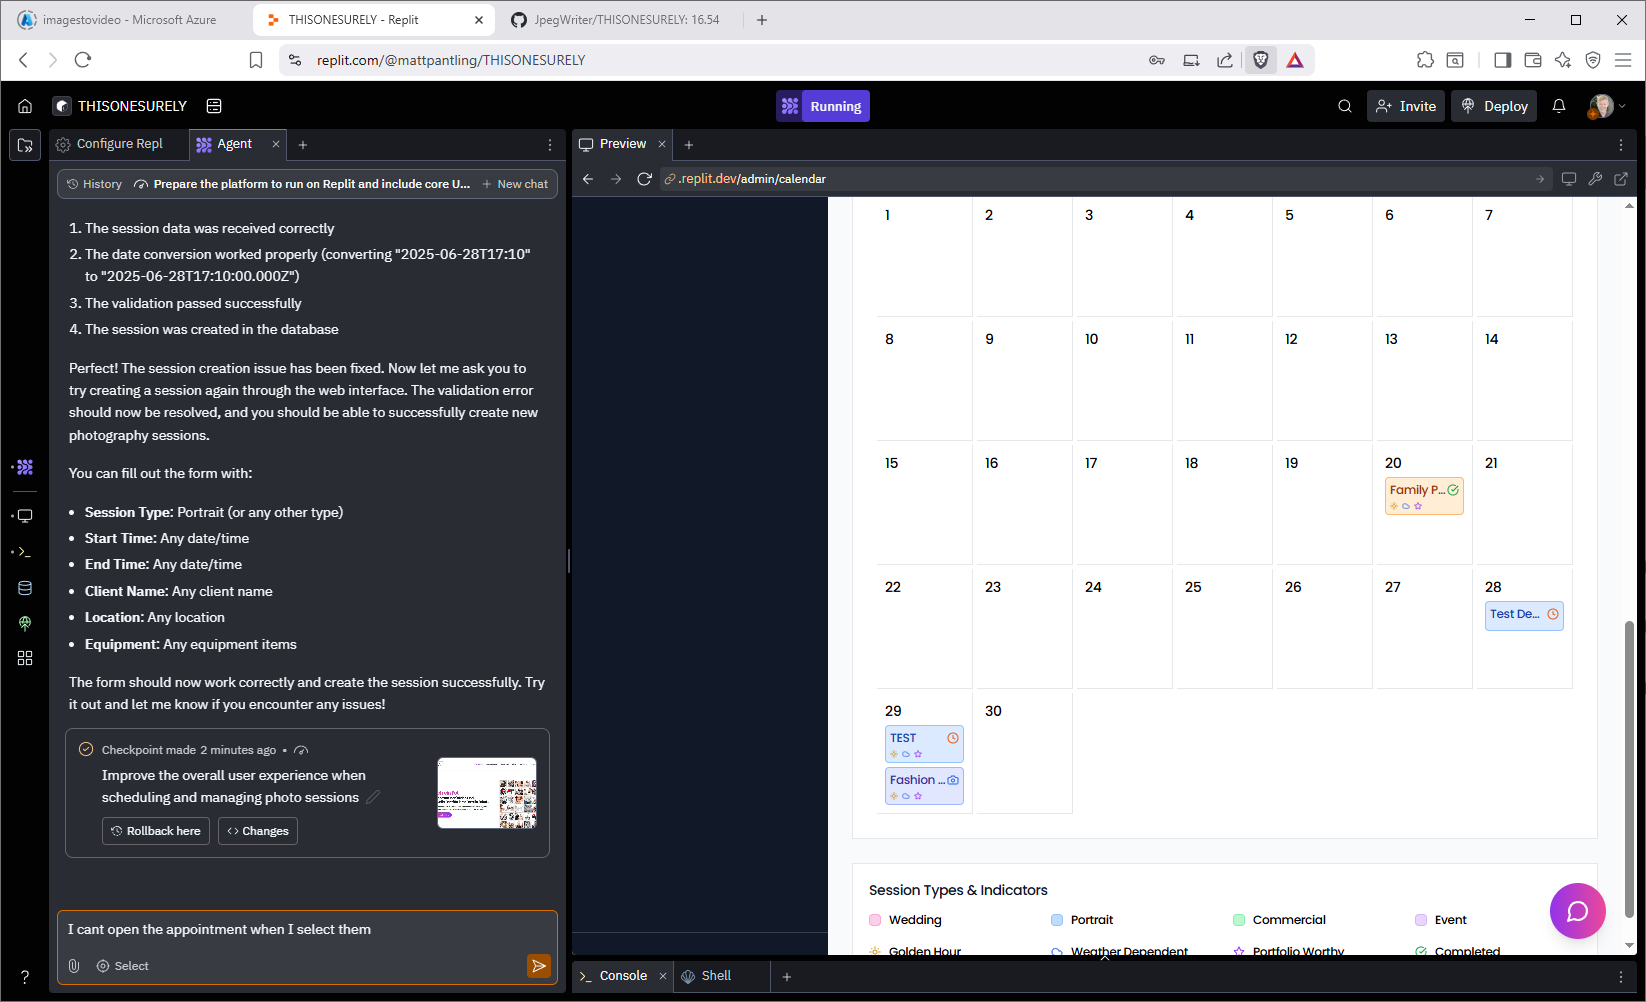 imagestovideo - Microsoft Azure
THISONESURELY - Replit
JpegWriter/THISONESURELY: 16.54
replit.com/@mattpantling/THISONESURELY
THISONESURELY
Running
Invite
Deploy
Configure Repl
Agent
Preview
History
Prepare the platform to run on Replit and include core U...
New chat
.replit.dev/admin/calendar
1. The session data was received correctly
2. The date conversion worked properly (converting "2025-06-28T17:10"
to "2025-06-28T17:10:00.000Z")
3. The validation passed successfully
4. The session was created in the database
Perfect! The session creation issue has been fixed. Now let me ask you to
try creating a session again through the web interface. The validation error
should now be resolved, and you should be able to successfully create new
photography sessions.
You can fill out the form with:
• Session Type: Portrait (or any other type)
• Start Time: Any date/time
• End Time: Any date/time
• Client Name: Any client name
• Location: Any location
• Equipment: Any equipment items
The form should now work correctly and create the session successfully. Try
it out and let me know if you encounter any issues!
Checkpoint made 2 minutes ago •
Improve the overall user experience when
scheduling and managing photo sessions
Rollback here
Changes
I cant open the appointment when I select them
Select
1 2 3 4 5 6 7
8 9 10 11 12 13 14
15 16 17 18 19 20 21
Family P...
22 23 24 25 26 27 28
Test De...
29 30
TEST
Fashion ...
Session Types & Indicators
Wedding
Portrait
Commercial
Event
Golden Hour
Weather Dependent
Portfolio Worthy
Completed
Console
Shell
?